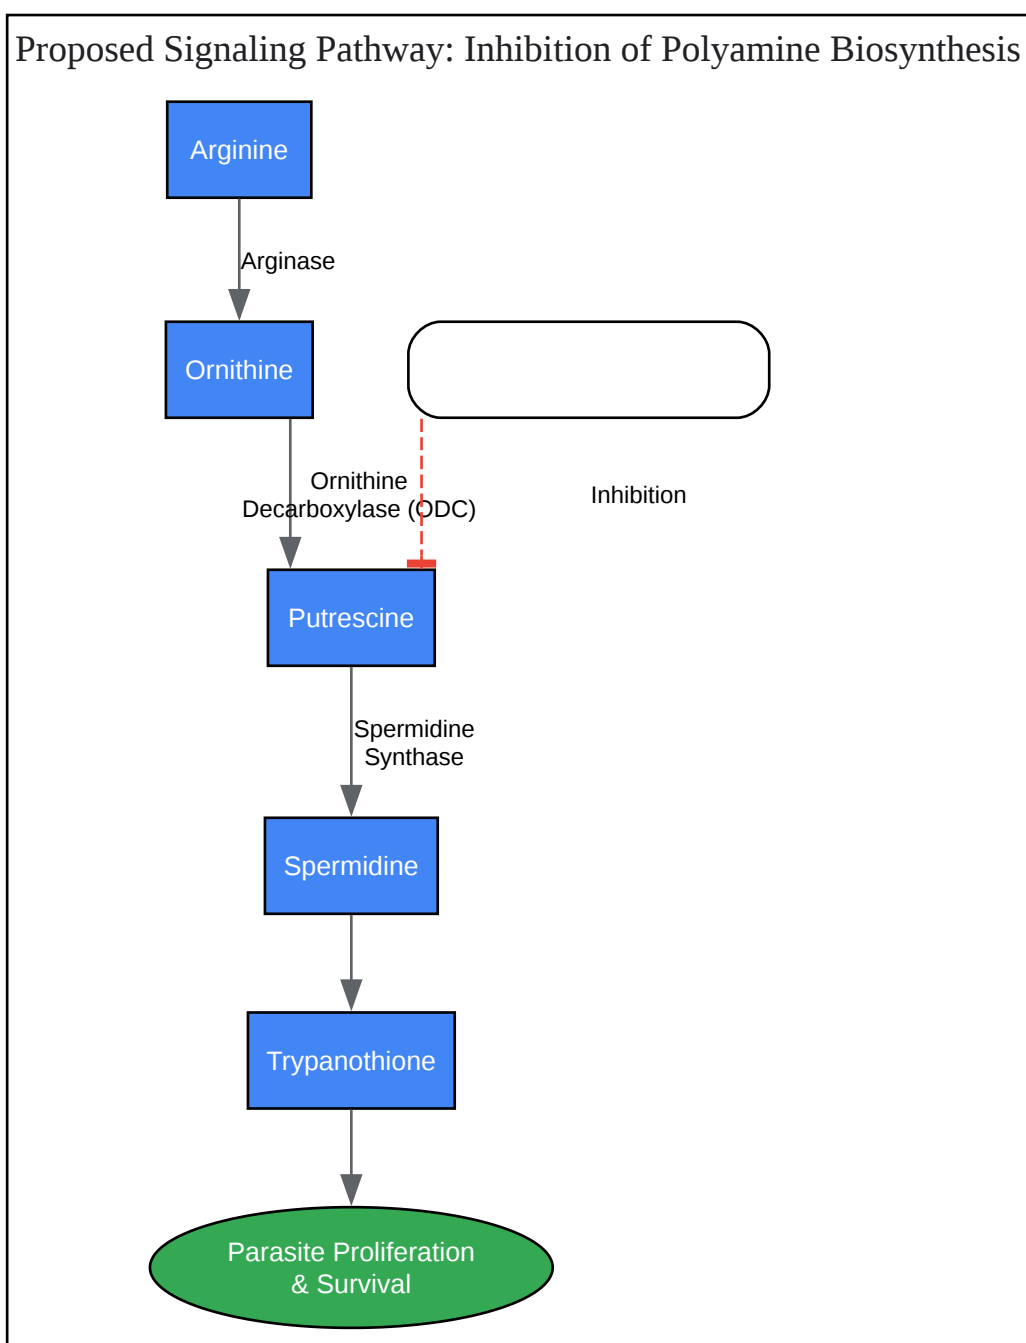 Proposed Signaling Pathway: Inhibition of Polyamine Biosynthesis
Arginine
Arginase
Ornithine
Ornithine
Decarboxylase (ODC)
Inhibition
Putrescine
Spermidine
Synthase
Spermidine
Trypanothione
Parasite Proliferation
& Survival